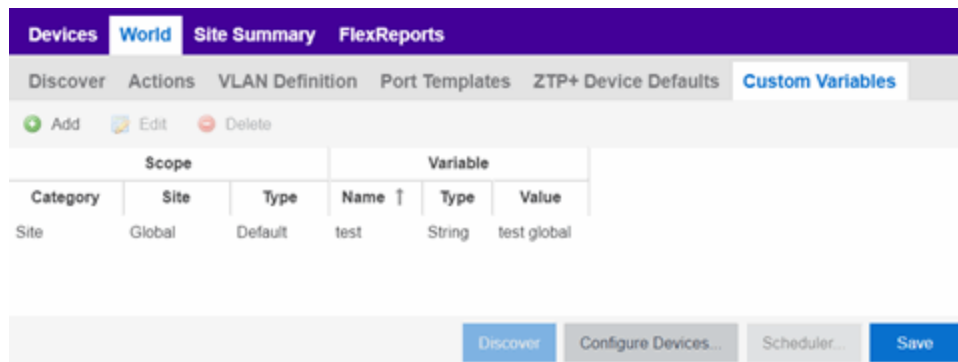 Devices World Site Summary FlexReports
Discover Actions VLAN Definition Port Templates ZTP+ Device Defaults Custom Variables
Add Edit Delete
Scope Variable
Category Site Type Name ↑ Type Value
Site Global Default test String test global
Discover Configure Devices... Scheduler... Save